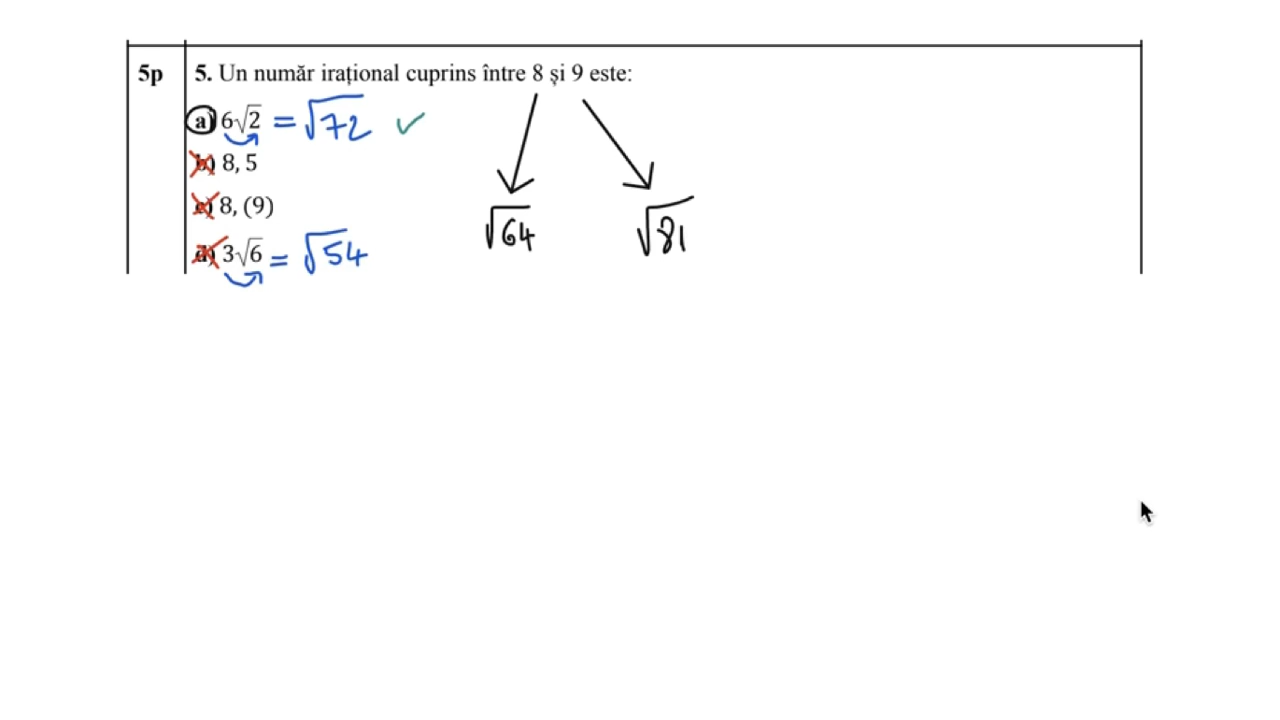 5p 5. Un număr irațional cuprins între 8 și 9 este:
a) 6√2 = √72 ✓
b) 8, 5
c) 8, (9)
√64 √81
d) 3√6 = √54